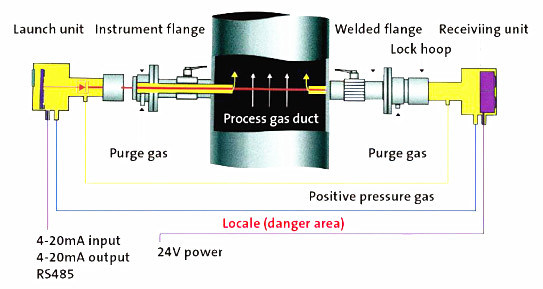 Launch unit
Instrument flange
Welded flange
Receiviing unit
Lock hoop
Process gas duct
Purge gas
Purge gas
Positive pressure gas
Locale (danger area)
4-20mA input
4-20mA output
RS485
24V power